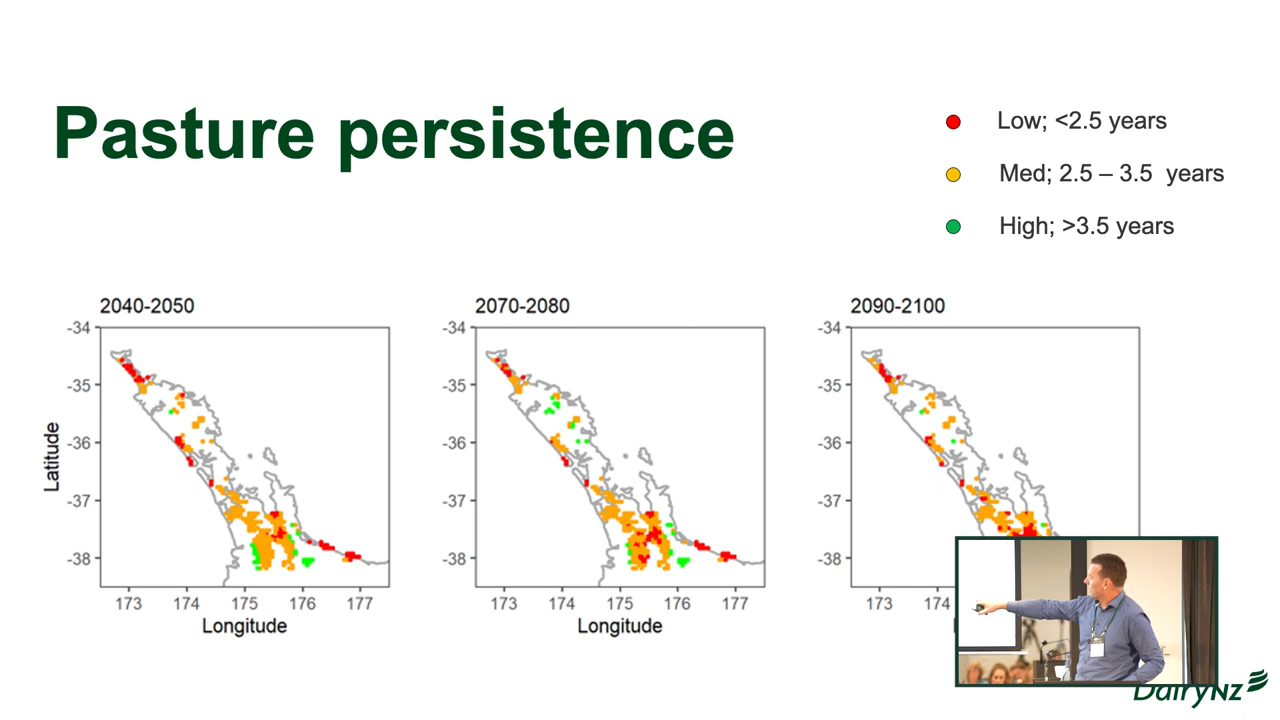 Pasture persistence
Low; <2.5 years
Med; 2.5 – 3.5 years
High; >3.5 years
2040-2050
2070-2080
2090-2100
Latitude
-34
-35
-36
-37
-38
173 174 175 176 177
Longitude
-34
-35
-36
-37
-38
173 174 175 176 177
Longitude
-34
-35
-36
-37
-38
173 174
DairyNZ